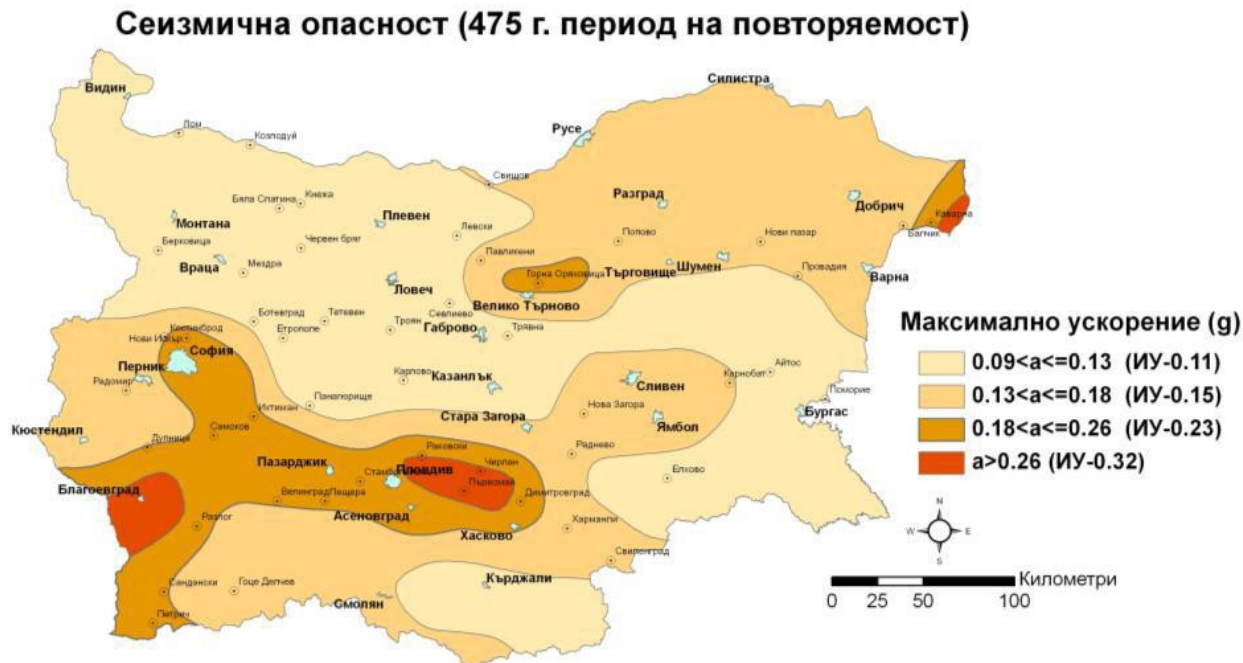 Сеизмична опасност (475 г. период на повторяемост)
Видин
Силистра
Лом
Козлодуй
Русе
Свищов
Бяла Слатина
Кнежа
Разград
Добрич
Каварна
Монтана
Плевен
Левски
Попово
Нови пазар
Балчик
Берковица
Червен бряг
Павликени
Враца
Мездра
Горна Оряховица
Търговище
Шумен
Провадия
Варна
Ловеч
Велико Търново
Севлиево
Ботевград
Тетевен
Етрополе
Троян
Габрово
Трявна
Костинброд
Нови Искър
София
Перник
Радомир
Карлово
Казанлък
Сливен
Карнобат
Айтос
Поморие
Панагюрище
Ихтиман
Стара Загора
Нова Загора
Ямбол
Бургас
Кюстендил
Дупница
Самоков
Раковски
Раднево
Пазарджик
Пловдив
Чирпан
Елхово
Благоевград
Велинград
Пещера
Първомай
Димитровград
Асеновград
Разлог
Хасково
Харманли
Свиленград
Сандански
Гоце Делчев
Кърджали
Смолян
Петрич
Максимално ускорение (g)
0.09<a<=0.13 (ИУ-0.11)
0.13<a<=0.18 (ИУ-0.15)
0.18<a<=0.26 (ИУ-0.23)
a>0.26 (ИУ-0.32)
N
W E
S
Километри
0 25 50 100